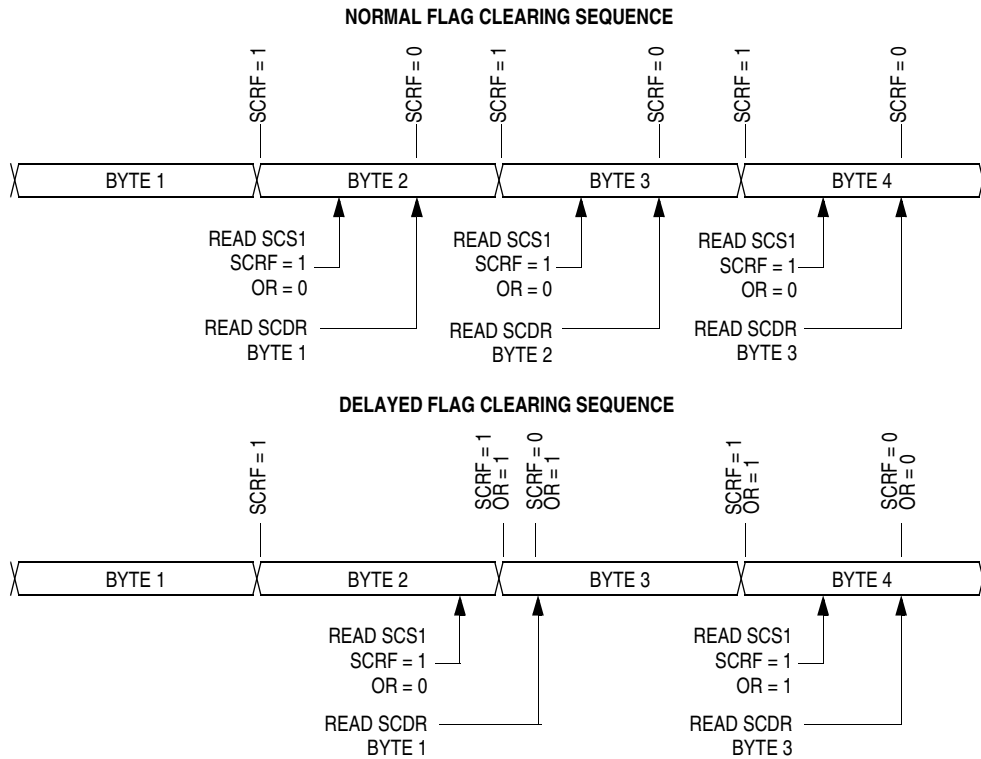 NORMAL FLAG CLEARING SEQUENCE
SCRF = 1
SCRF = 0
SCRF = 1
SCRF = 0
SCRF = 1
SCRF = 0
BYTE 1
BYTE 2
BYTE 3
BYTE 4
READ SCS1
SCRF = 1
OR = 0
READ SCDR
BYTE 1
READ SCS1
SCRF = 1
OR = 0
READ SCDR
BYTE 2
READ SCS1
SCRF = 1
OR = 0
READ SCDR
BYTE 3
DELAYED FLAG CLEARING SEQUENCE
SCRF = 1
SCRF = 1
OR = 1
SCRF = 0
OR = 1
SCRF = 1
OR = 1
SCRF = 0
OR = 0
BYTE 1
BYTE 2
BYTE 3
BYTE 4
READ SCS1
SCRF = 1
OR = 0
READ SCDR
BYTE 1
READ SCS1
SCRF = 1
OR = 1
READ SCDR
BYTE 3